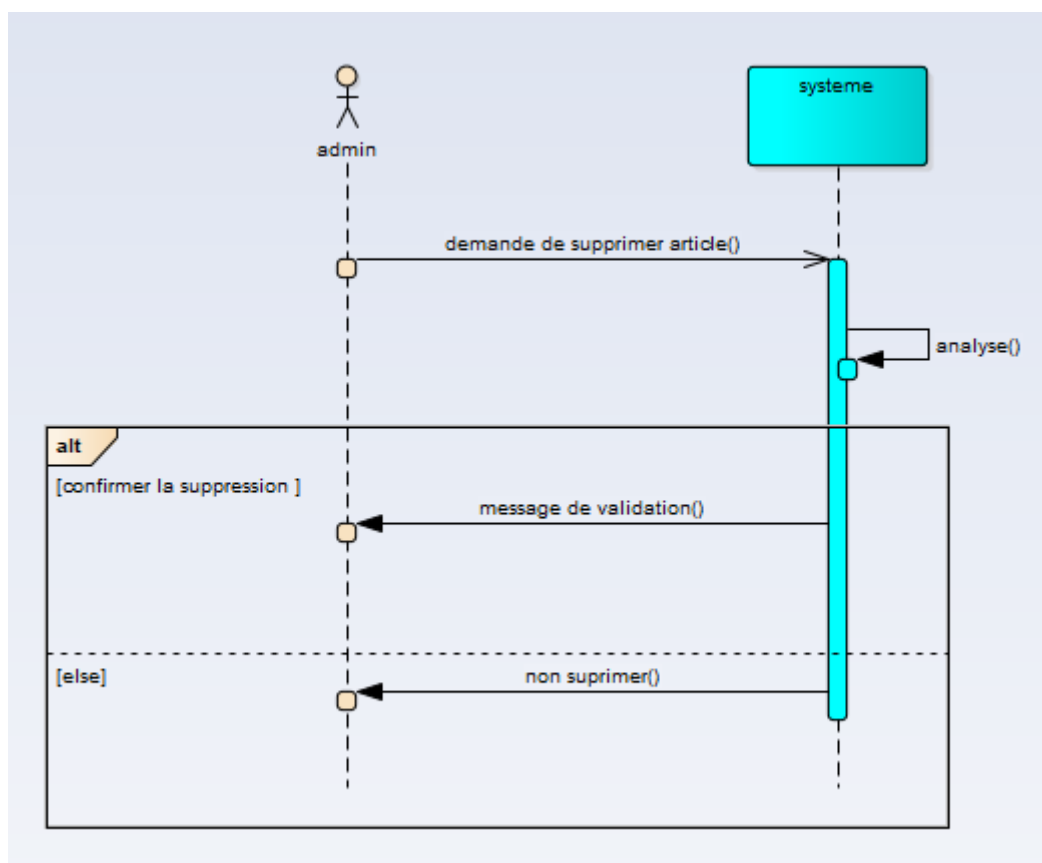 systeme
admin
demande de supprimer article()
analyse()
alt
[confirmer la suppression ]
message de validation()
[else]
non suprimer()